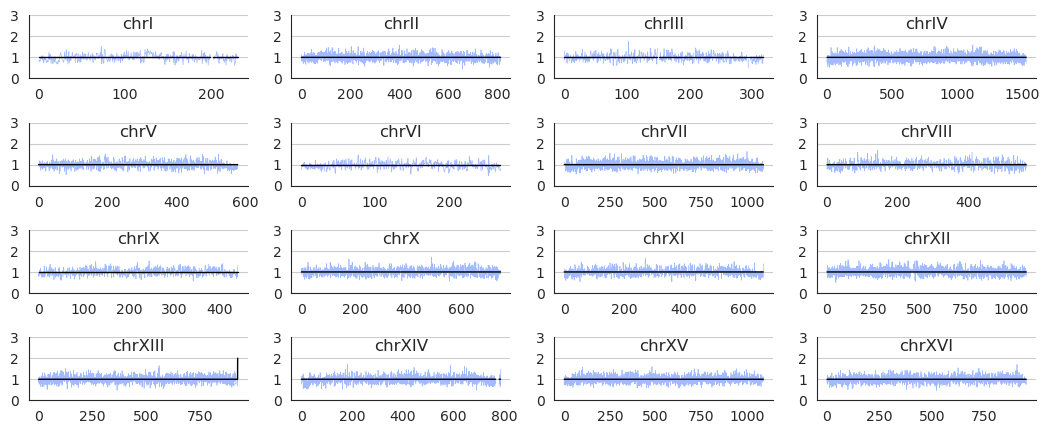 chrI chrII chrIII chrIV
3 3 3 3
2 2 2 2
1 1 1 1
0 0 0 0
0 100 200 0 200 400 600 800 0 100 200 300 0 500 1000 1500
chrV chrVI chrVII chrVIII
3 3 3 3
2 2 2 2
1 1 1 1
0 0 0 0
0 200 400 600 0 100 200 0 250 500 750 1000 0 200 400
chrIX chrX chrXI chrXII
3 3 3 3
2 2 2 2
1 1 1 1
0 0 0 0
0 100 200 300 400 0 200 400 600 0 200 400 600 0 250 500 750 1000
chrXIII chrXIV chrXV chrXVI
3 3 3 3
2 2 2 2
1 1 1 1
0 0 0 0
0 250 500 750 0 200 400 600 800 0 250 500 750 1000 0 250 500 750